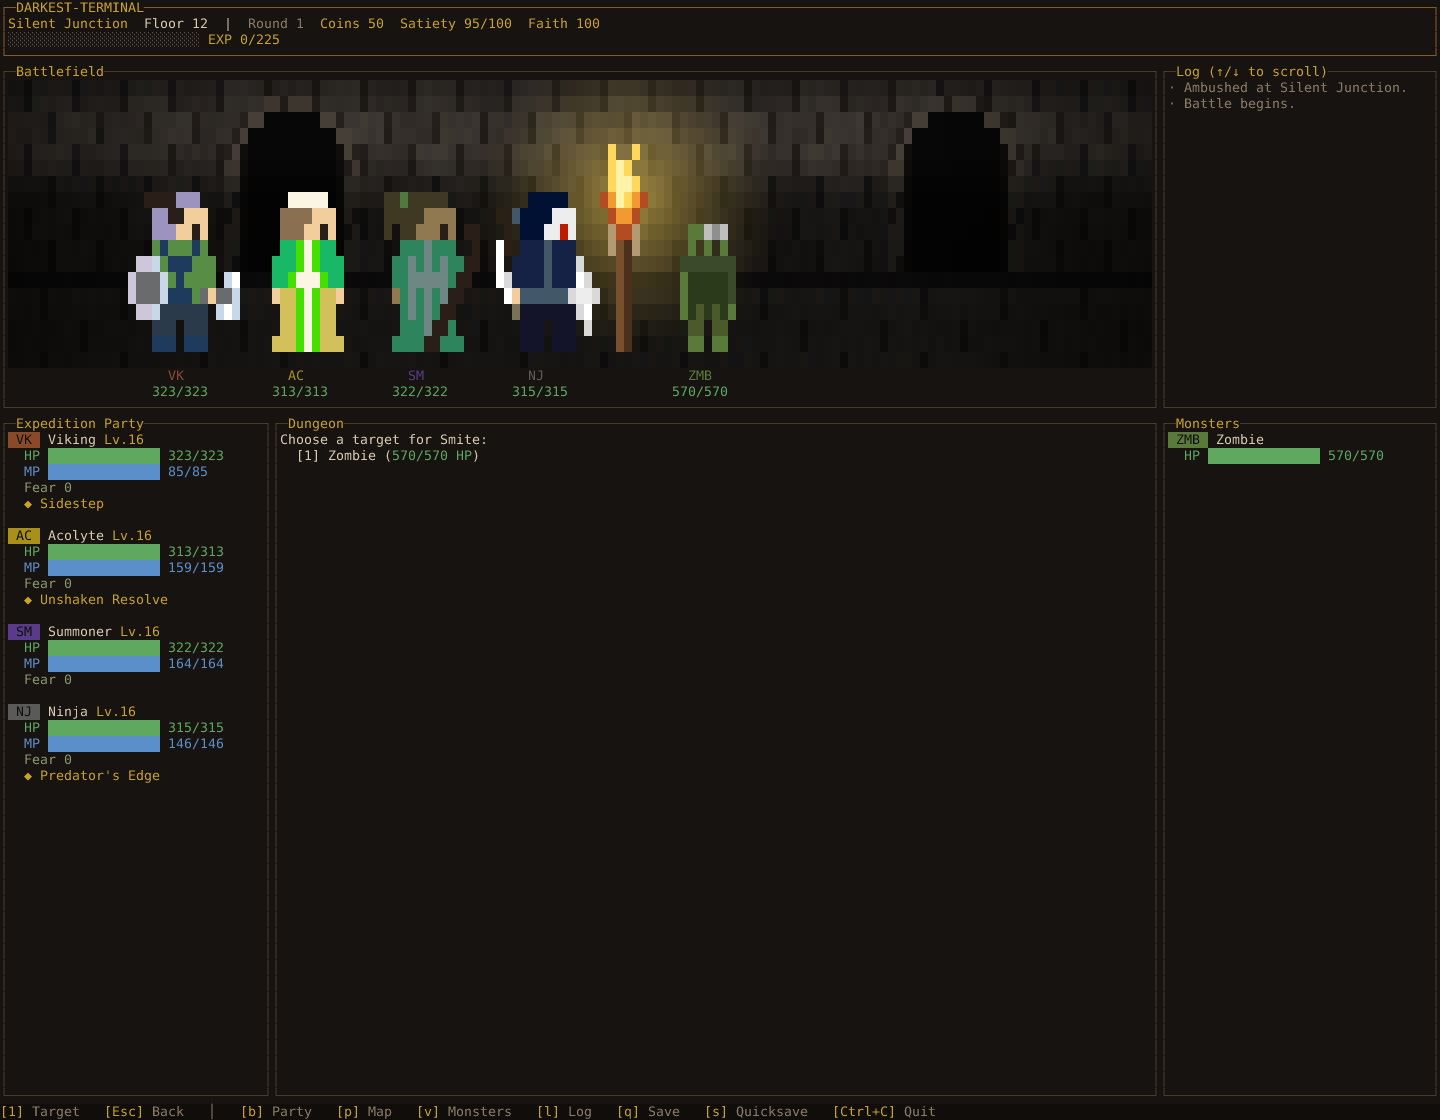 DARKEST-TERMINAL
Silent Junction  Floor 12  |  Round 1  Coins 50  Satiety 95/100  Faith 100
EXP 0/225
Battlefield
Log (↑/↓ to scroll)
· Ambushed at Silent Junction.
· Battle begins.
VK AC SM NJ ZMB
323/323 313/313 322/322 315/315 570/570
Expedition Party
VK Viking Lv.16
HP 323/323
MP 85/85
Fear 0
◆ Sidestep
AC Acolyte Lv.16
HP 313/313
MP 159/159
Fear 0
◆ Unshaken Resolve
SM Summoner Lv.16
HP 322/322
MP 164/164
Fear 0
NJ Ninja Lv.16
HP 315/315
MP 146/146
Fear 0
◆ Predator's Edge
Dungeon
Choose a target for Smite:
[1] Zombie (570/570 HP)
Monsters
ZMB Zombie
HP 570/570
[1] Target  [Esc] Back  |  [b] Party  [p] Map  [v] Monsters  [l] Log  [q] Save  [s] Quicksave  [Ctrl+C] Quit